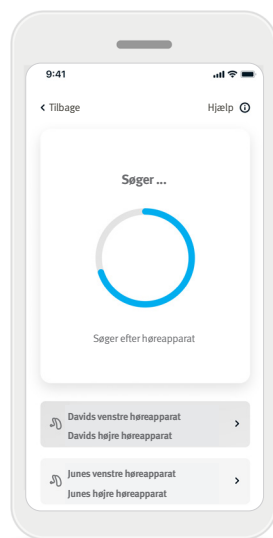 9:41
Tilbage
Hjælp
Søger ...
Søger efter høreapparat
Davids venstre høreapparat
Davids højre høreapparat
Junes venstre høreapparat
Junes højre høreapparat